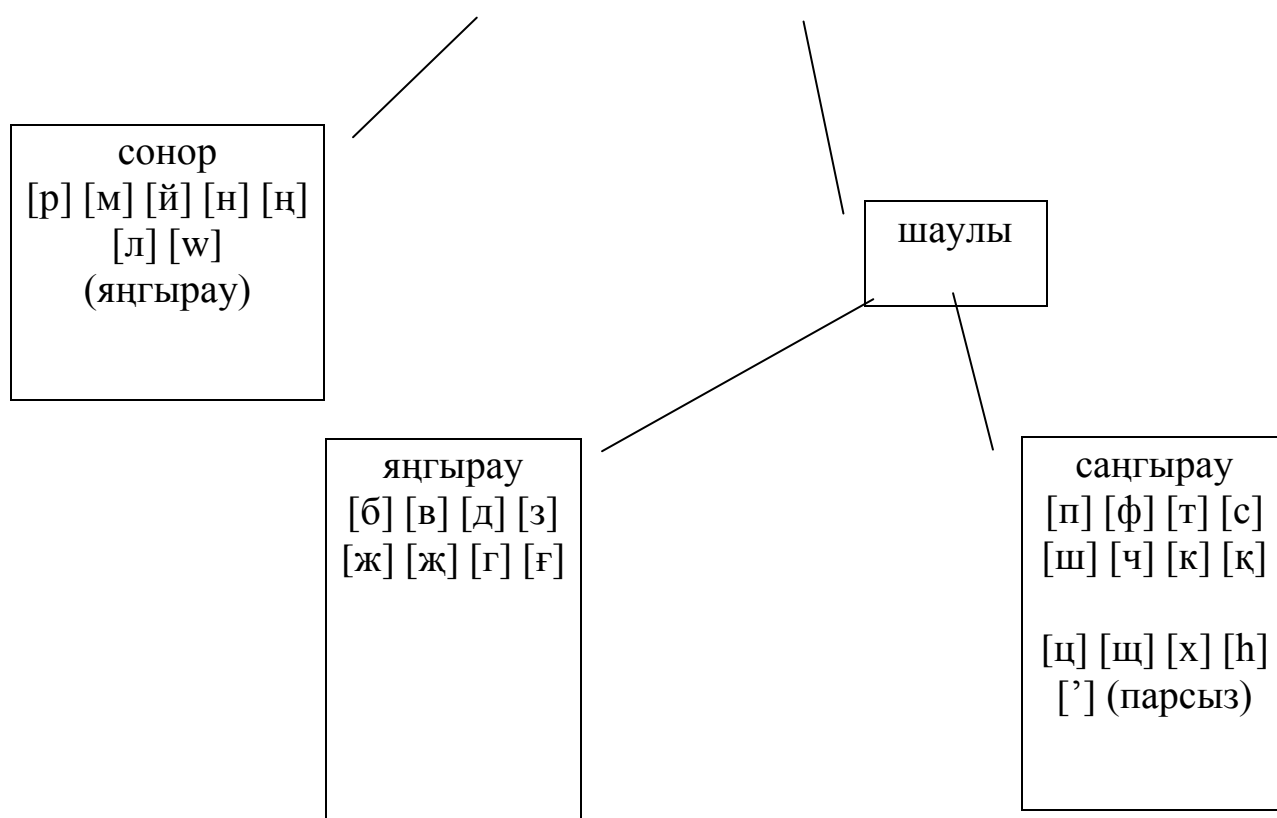 сонор
[р] [м] [й] [н] [ң]
[л] [w]
(яңгырау)
шаулы
яңгырау
[б] [в] [д] [з]
[ж] [җ] [г] [ғ]
саңгырау
[п] [ф] [т] [с]
[ш] [ч] [к] [қ]
[ц] [щ] [х] [h]
[’] (парсыз)